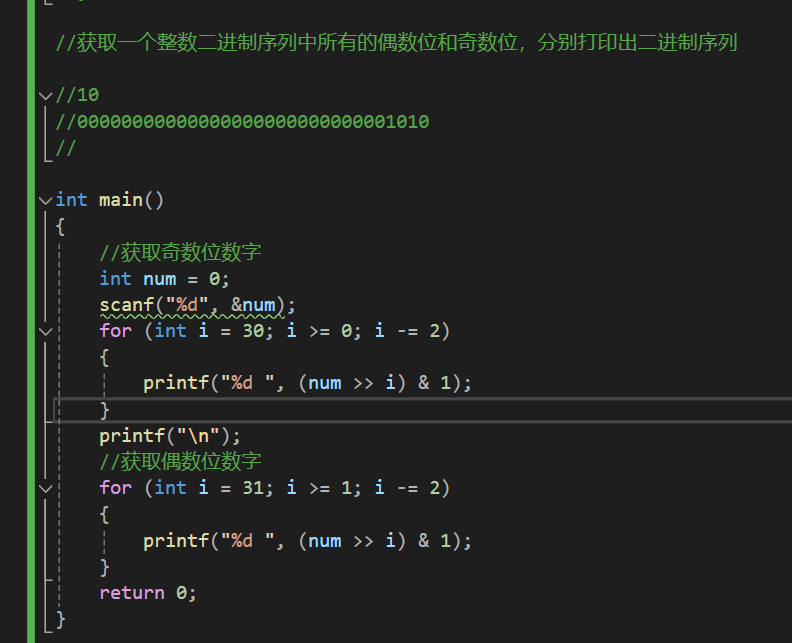 //获取一个整数二进制序列中所有的偶数位和奇数位，分别打印出二进制序列
//10
//00000000000000000000000000001010
//
int main()
{
//获取奇数位数字
int num = 0;
scanf("%d", &num);
for (int i = 30; i >= 0; i -= 2)
{
printf("%d ", (num >> i) & 1);
}
printf("\n");
//获取偶数位数字
for (int i = 31; i >= 1; i -= 2)
{
printf("%d ", (num >> i) & 1);
}
return 0;
}